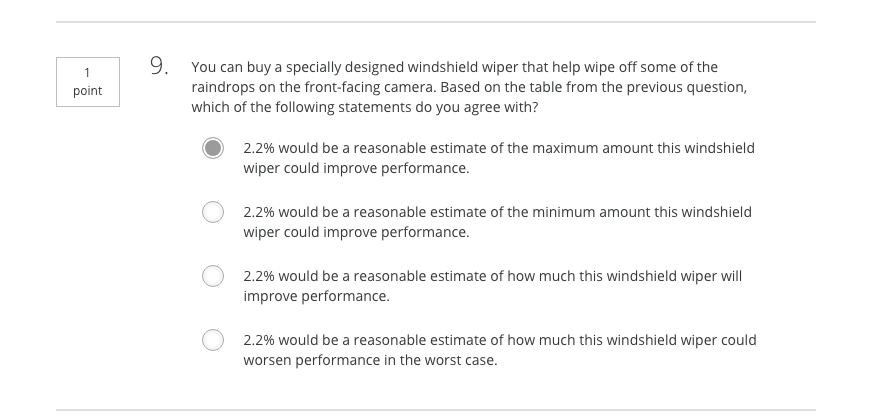 1
point
9.
You can buy a specially designed windshield wiper that help wipe off some of the
raindrops on the front-facing camera. Based on the table from the previous question,
which of the following statements do you agree with?
2.2% would be a reasonable estimate of the maximum amount this windshield
wiper could improve performance.
2.2% would be a reasonable estimate of the minimum amount this windshield
wiper could improve performance.
2.2% would be a reasonable estimate of how much this windshield wiper will
improve performance.
2.2% would be a reasonable estimate of how much this windshield wiper could
worsen performance in the worst case.